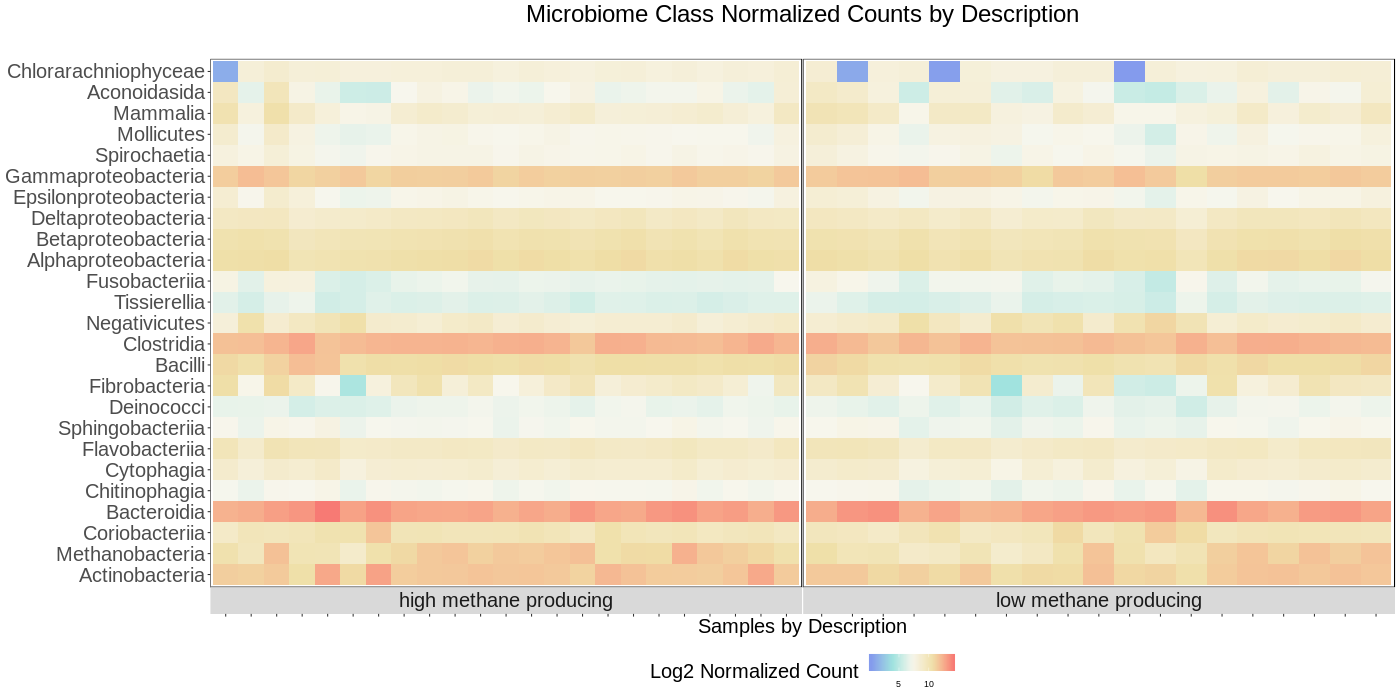 Microbiome Class Normalized Counts by Description
Chlorarachniophyceae
Aconoidasida
Mammalia
Mollicutes
Spirochaetia
Gammaproteobacteria
Epsilonproteobacteria
Deltaproteobacteria
Betaproteobacteria
Alphaproteobacteria
Fusobacteriia
Tissierellia
Negativicutes
Clostridia
Bacilli
Fibrobacteria
Deinococci
Sphingobacteriia
Flavobacteriia
Cytophagia
Chitinophagia
Bacteroidia
Coriobacteriia
Methanobacteria
Actinobacteria
high methane producing
low methane producing
Samples by Description
Log2 Normalized Count
5 10